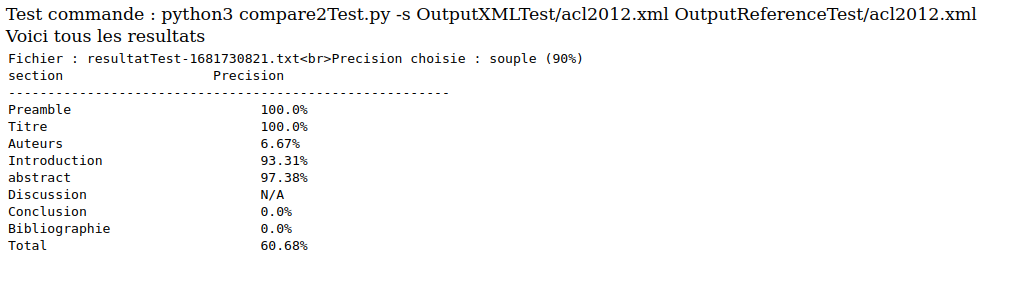 Test commande : python3 compare2Test.py -s OutputXMLTest/acl2012.xml OutputReferenceTest/acl2012.xml
Voici tous les resultats
Fichier : resultatTest-1681730821.txt<br>Precision choisie : souple (90%)
section                   Precision
--------------------------------------------------------
Preamble                        100.0%
Titre                           100.0%
Auteurs                         6.67%
Introduction                    93.31%
abstract                        97.38%
Discussion                      N/A
Conclusion                      0.0%
Bibliographie                   0.0%
Total                           60.68%